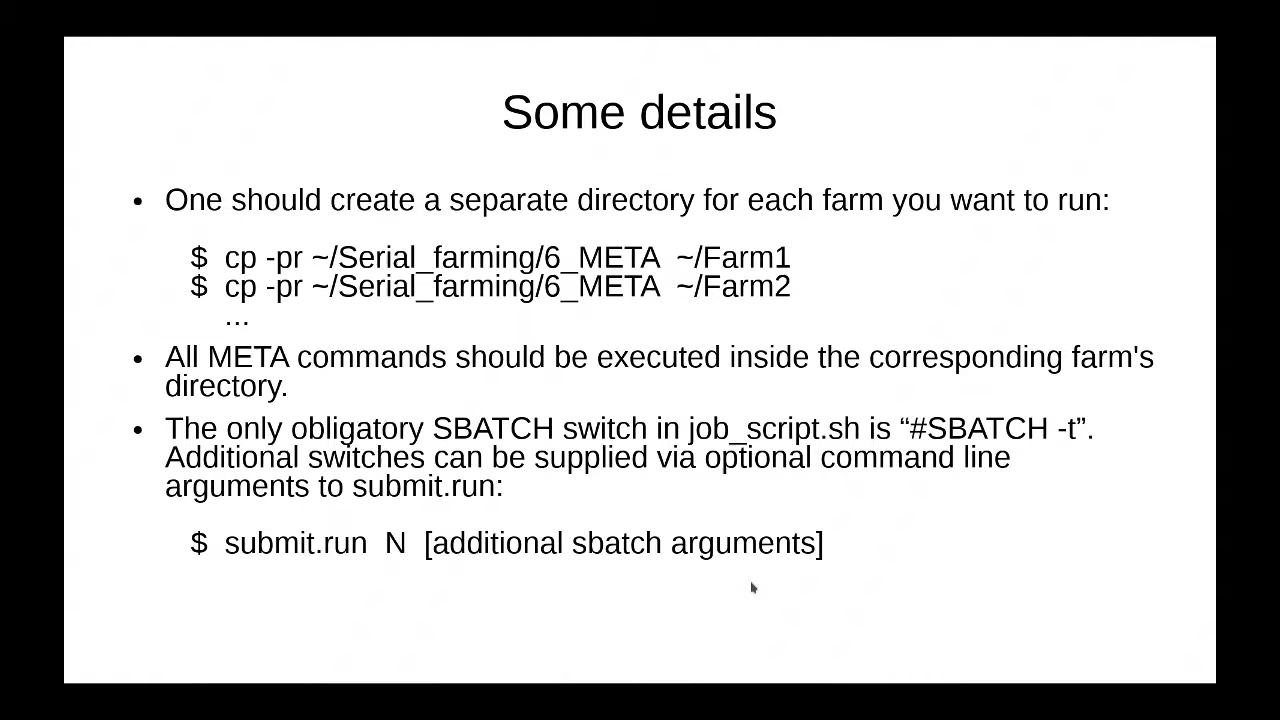 Some details
• One should create a separate directory for each farm you want to run:
$ cp -pr ~/Serial_farming/6_META ~/Farm1
$ cp -pr ~/Serial_farming/6_META ~/Farm2
...
• All META commands should be executed inside the corresponding farm's
directory.
• The only obligatory SBATCH switch in job_script.sh is “#SBATCH -t”.
Additional switches can be supplied via optional command line
arguments to submit.run:
$ submit.run N [additional sbatch arguments]